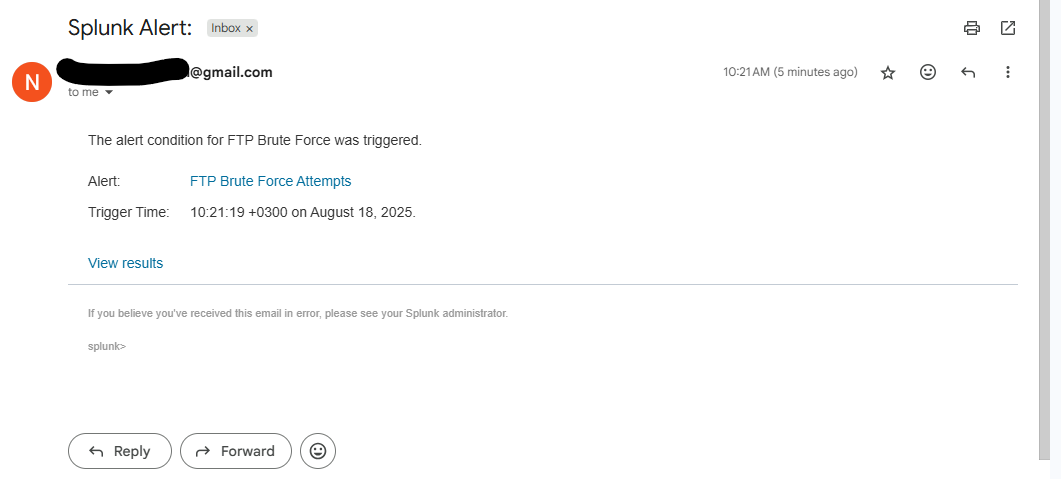 Splunk Alert: Inbox ×
N
@gmail.com 10:21 AM (5 minutes ago)
to me
The alert condition for FTP Brute Force was triggered.
Alert: FTP Brute Force Attempts
Trigger Time: 10:21:19 +0300 on August 18, 2025.
View results
If you believe you've received this email in error, please see your Splunk administrator.
splunk>
Reply Forward